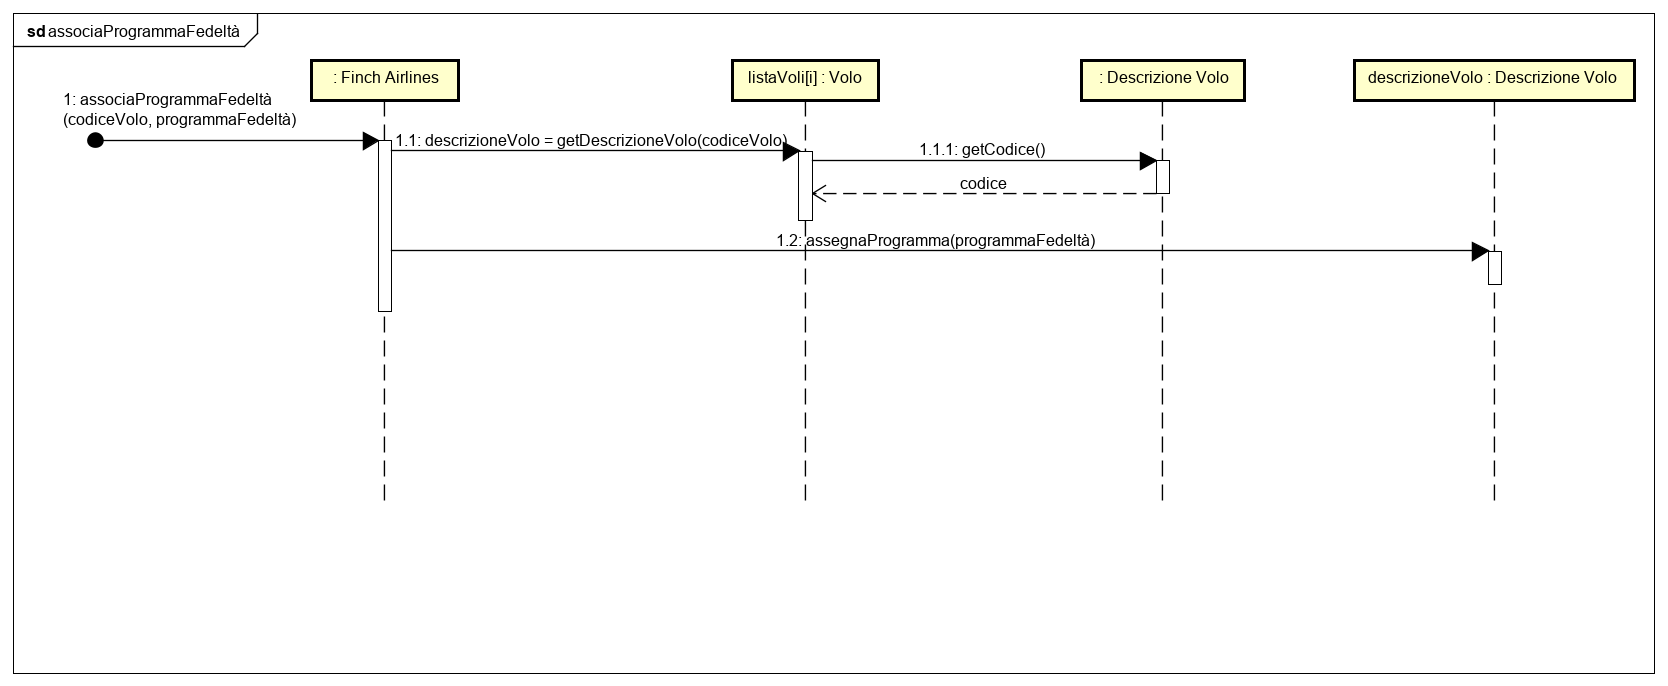 sd associaProgrammaFedeltà
: Finch Airlines
listaVoli[i] : Volo
: Descrizione Volo
descrizioneVolo : Descrizione Volo
1: associaProgrammaFedeltà
(codiceVolo, programmaFedeltà)
1.1: descrizioneVolo = getDescrizioneVolo(codiceVolo)
1.1.1: getCodice()
codice
1.2: assegnaProgramma(programmaFedeltà)